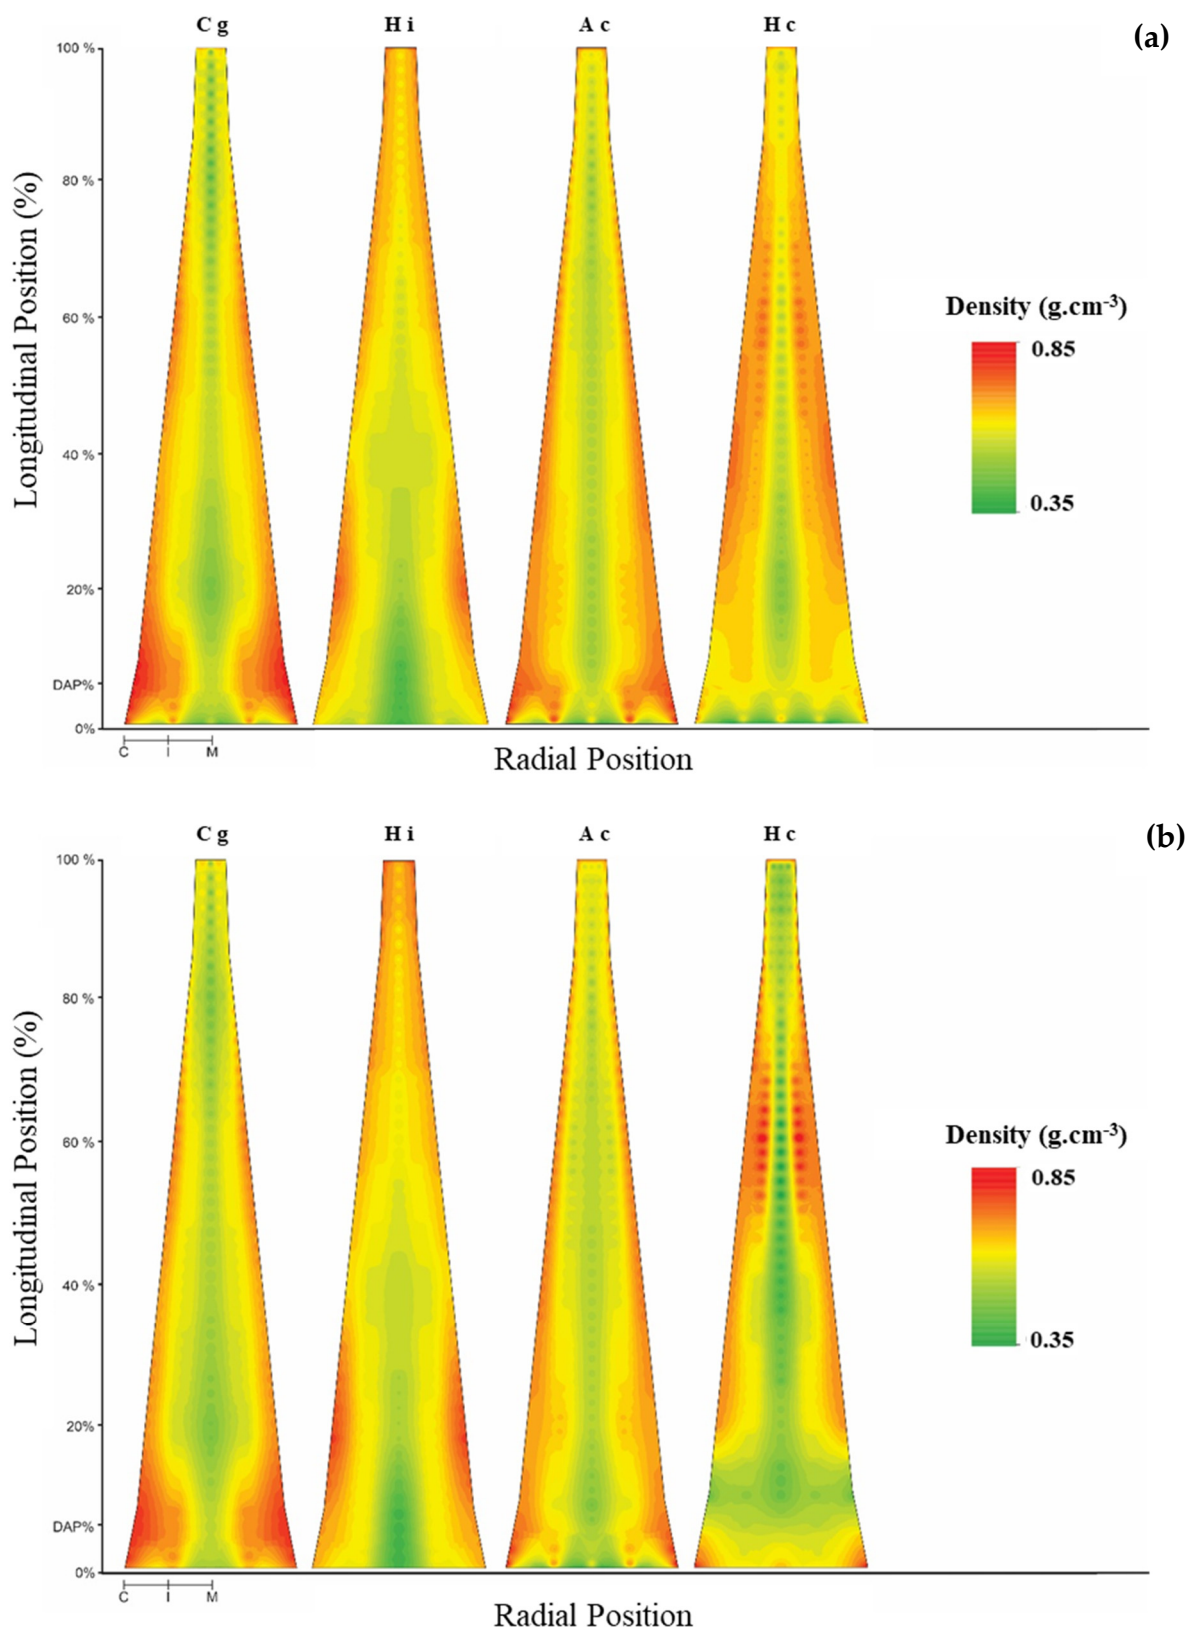 (a)
C g H i A c H c
100 %
80 %
60 %
40 %
20%
DAP%
0%
Longitudinal Position (%)
C I M
Radial Position
Density (g.cm-3)
0.85
0.35
(b)
C g H i A c H c
100 %
80 %
60 %
40 %
20%
DAP%
0%
Longitudinal Position (%)
C I M
Radial Position
Density (g.cm-3)
0.85
0.35